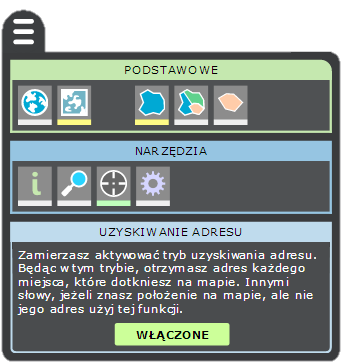 PODSTAWOWE
NARZĘDZIA
UZYSKIWANIE ADRESU
Zamierzasz aktywować tryb uzyskiwania adresu.
Będąc w tym trybie, otrzymasz adres każdego
miejsca, które dotkniesz na mapie. Innymi
słowy, jeżeli znasz położenie na mapie, ale nie
jego adres użyj tej funkcji.
WŁĄCZONE